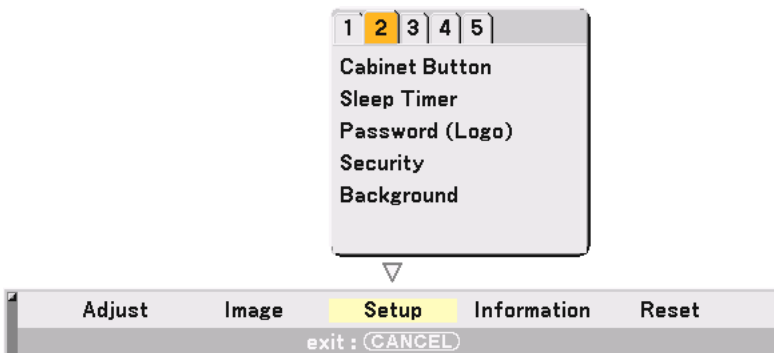 1 2 3 4 5
Cabinet Button
Sleep Timer
Password (Logo)
Security
Background
Adjust Image Setup Information Reset
exit : CANCEL